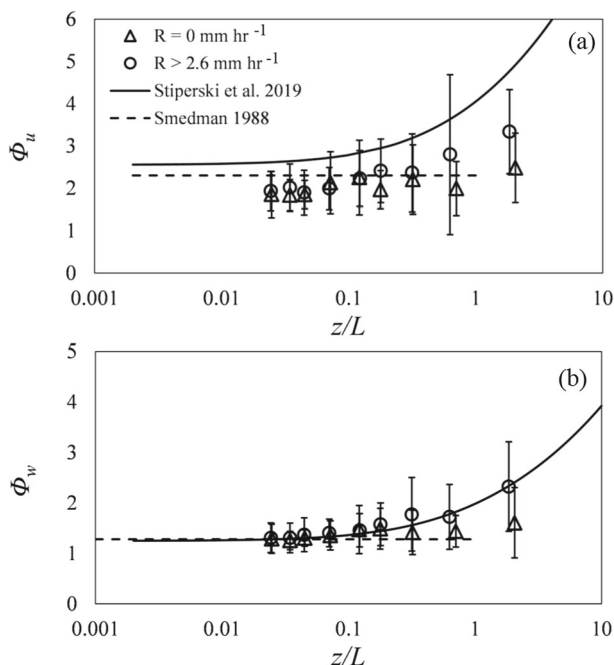 6
(a)
R = 0 mm hr -1
5
R > 2.6 mm hr -1
Stiperski et al. 2019
4
Smedman 1988
Φu
3
2
1
0
0.001 0.01 0.1 1 10
z/L
5
(b)
4
3
Φw
2
1
0
0.001 0.01 0.1 1 10
z/L